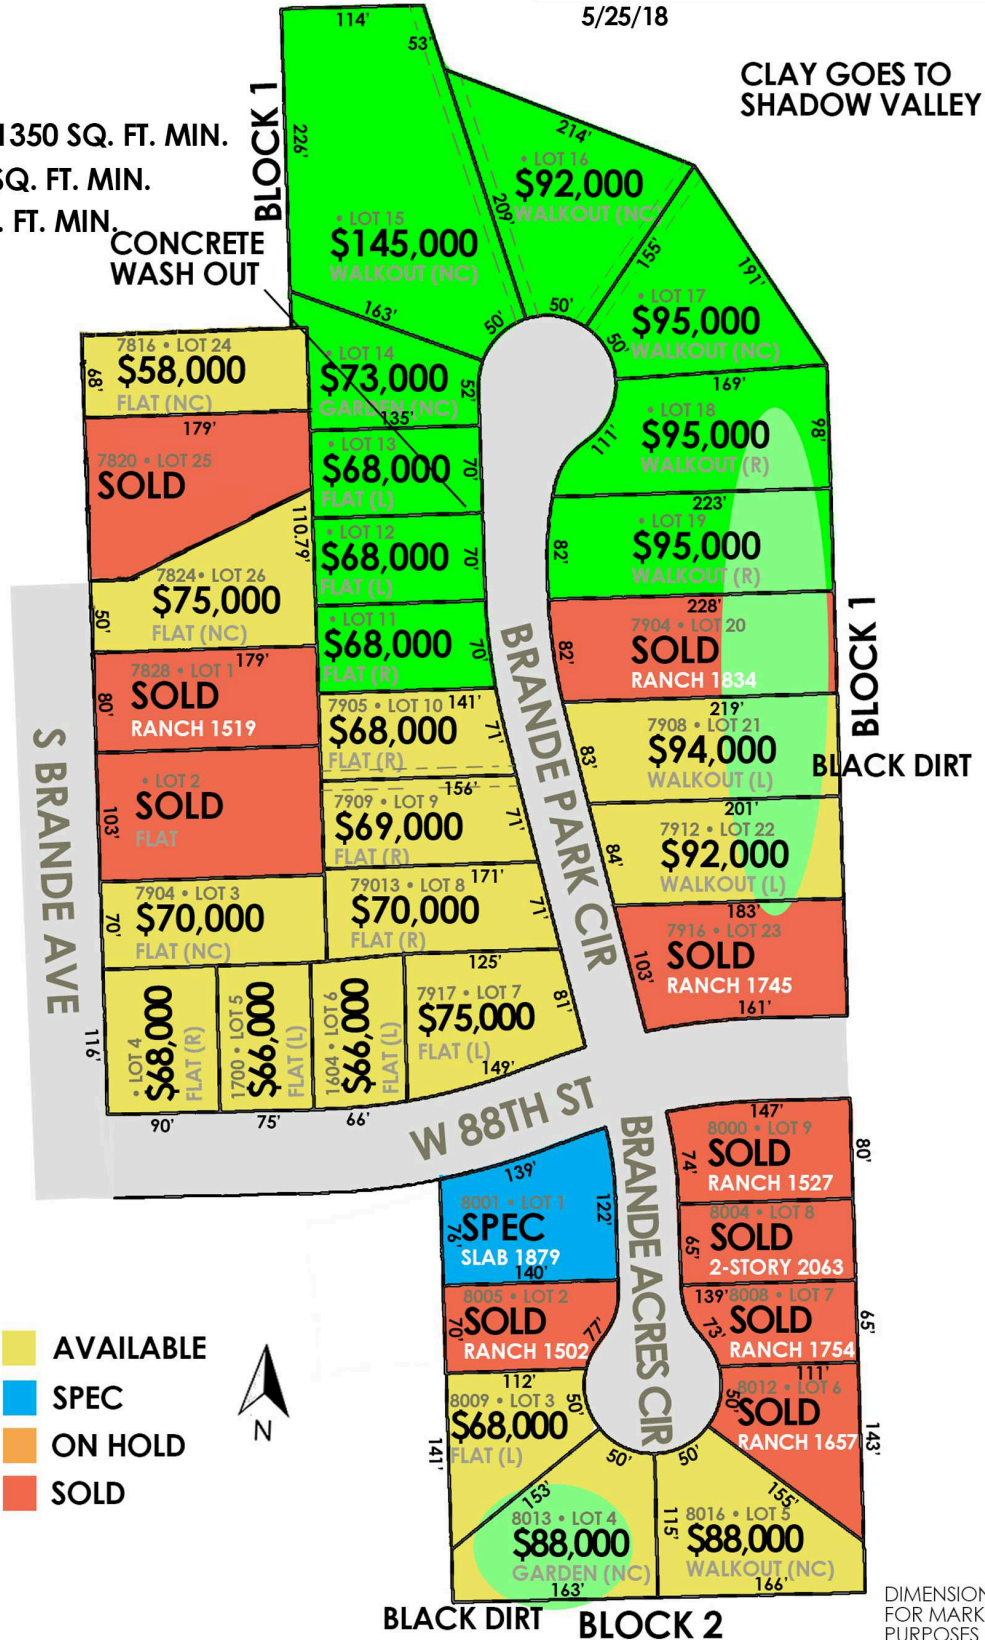 5/25/18
CLAY GOES TO
SHADOW VALLEY
1350 SQ. FT. MIN.
SQ. FT. MIN.
. FT. MIN.
BLOCK 1
CONCRETE
WASH OUT
114'
53'
226'
• LOT 15
$145,000
WALKOUT (NC)
163'
50'
209'
214'
• LOT 16
$92,000
WALKOUT (NC)
50'
155'
191'
• LOT 17
$95,000
WALKOUT (NC)
50'
169'
• LOT 18
$95,000
WALKOUT (R)
98'
111'
223'
• LOT 19
$95,000
WALKOUT (R)
82'
228'
7904 • LOT 20
SOLD
RANCH 1834
82'
219'
7908 • LOT 21
$94,000
WALKOUT (L)
83'
201'
7912 • LOT 22
$92,000
WALKOUT (L)
84'
183'
7916 • LOT 23
SOLD
RANCH 1745
103'
161'
BLOCK 1
BLACK DIRT
7816 • LOT 24
$58,000
FLAT (NC)
68'
179'
7820 • LOT 25
SOLD
110.79'
7824• LOT 26
$75,000
FLAT (NC)
50'
179'
7828 • LOT 1
SOLD
RANCH 1519
80'
• LOT 2
SOLD
FLAT
103'
7904 • LOT 3
$70,000
FLAT (NC)
70'
• LOT 14
$73,000
GARDEN (NC)
52'
135'
• LOT 13
$68,000
FLAT (L)
70'
• LOT 12
$68,000
FLAT (L)
70'
• LOT 11
$68,000
FLAT (R)
70'
7905 • LOT 10
141'
$68,000
FLAT (R)
71'
156'
7909 • LOT 9
$69,000
FLAT (R)
71'
171'
79013 • LOT 8
$70,000
FLAT (R)
71'
125'
7917 • LOT 7
$75,000
FLAT (L)
81'
149'
• LOT 4
$68,000
FLAT (R)
116'
90'
1700 • LOT 5
$66,000
FLAT (L)
75'
1604 • LOT 6
$66,000
FLAT (L)
66'
S BRANDE AVE
BRANDE PARK CIR
W 88TH ST
BRANDE ACRES CIR
139'
8001 • LOT 1
SPEC
SLAB 1879
76'
122'
140'
8005 • LOT 2
SOLD
RANCH 1502
70'
77'
112'
8009 • LOT 3
$68,000
FLAT (L)
50'
141'
153'
50'
8013 • LOT 4
$88,000
GARDEN (NC)
163'
115'
50'
8016 • LOT 5
$88,000
WALKOUT (NC)
155'
166'
147'
8000 • LOT 9
SOLD
RANCH 1527
74'
80'
8004 • LOT 8
SOLD
2-STORY 2063
65'
139'
8008 • LOT 7
SOLD
RANCH 1754
73'
65'
111'
8012 • LOT 6
SOLD
RANCH 1657
50'
143'
AVAILABLE
SPEC
ON HOLD
SOLD
N
BLACK DIRT
BLOCK 2
DIMENSION
FOR MARK
PURPOSES